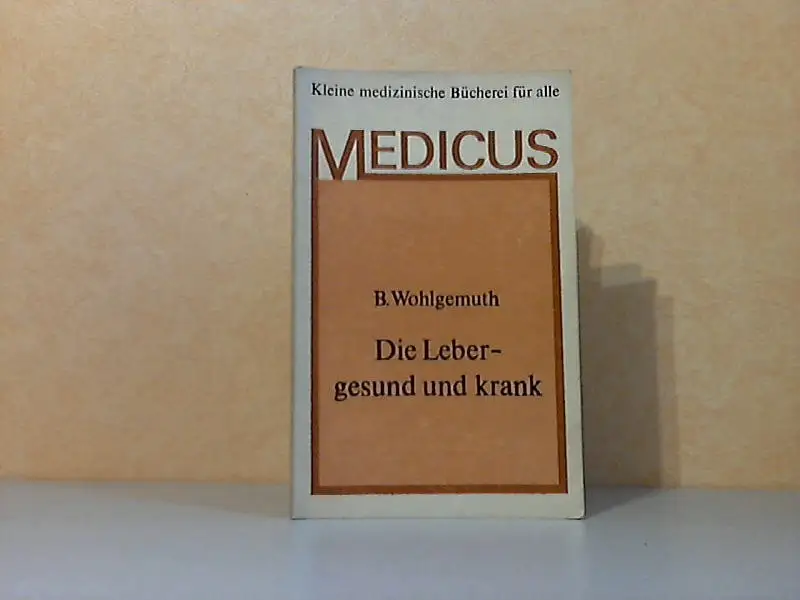 Kleine medizinische Bücherei für alle
MEDICUS
B. Wohlgemuth
Die Leber-
gesund und krank